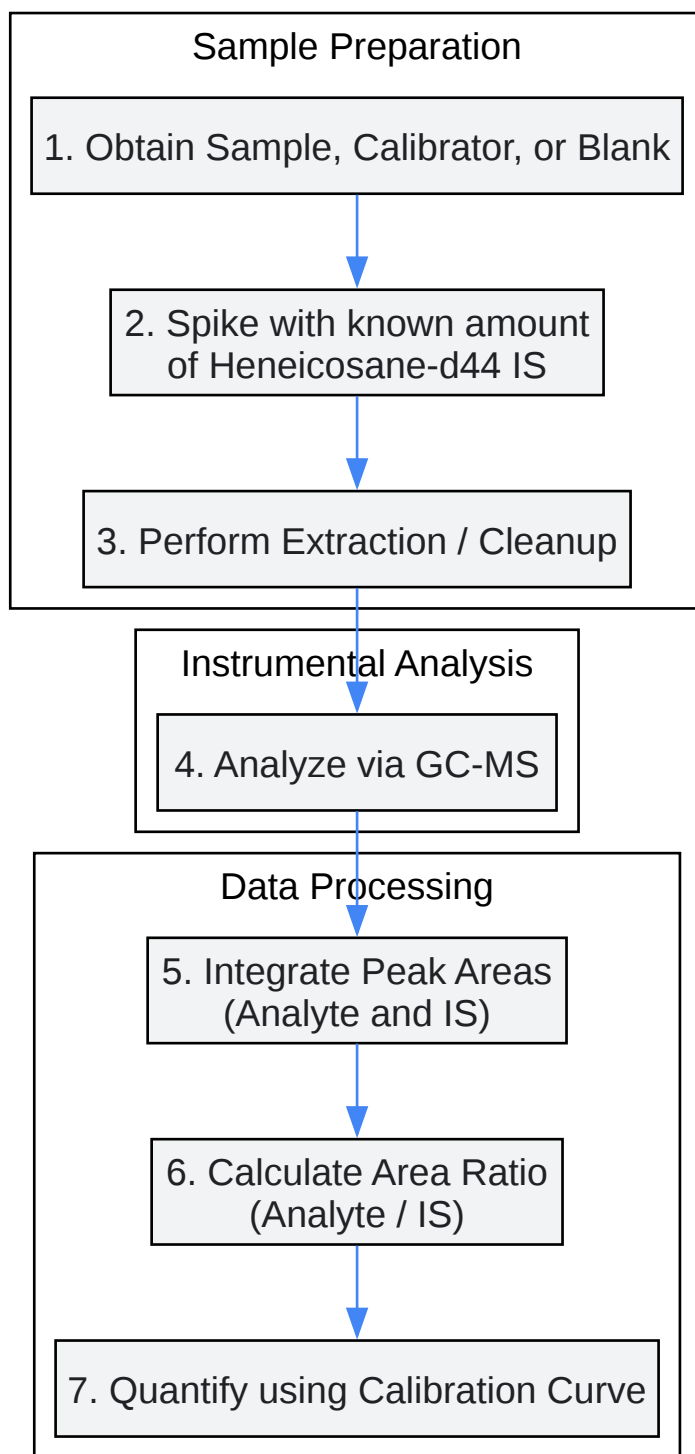 Sample Preparation
1. Obtain Sample, Calibrator, or Blank
2. Spike with known amount
of Heneicosane-d44 IS
3. Perform Extraction / Cleanup
Instrumental Analysis
4. Analyze via GC-MS
Data Processing
5. Integrate Peak Areas
(Analyte and IS)
6. Calculate Area Ratio
(Analyte / IS)
7. Quantify using Calibration Curve